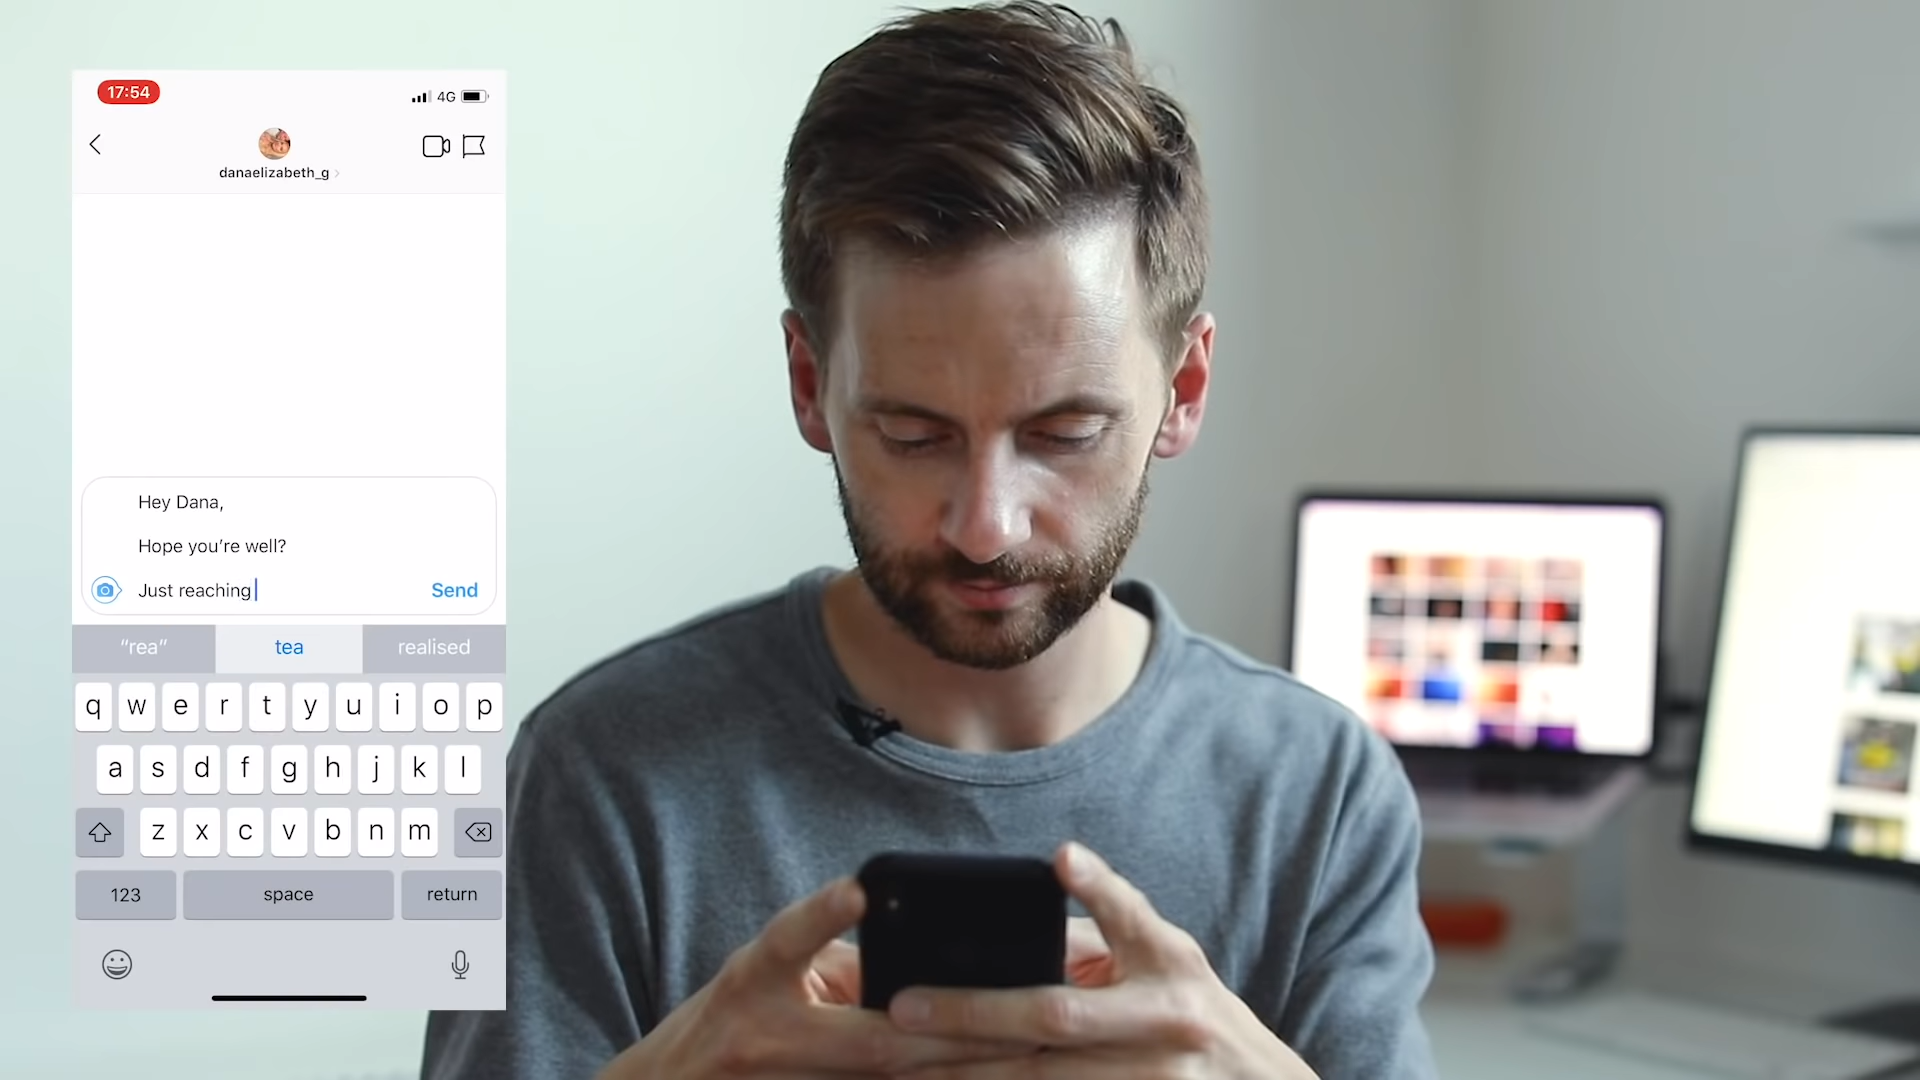 17:54
4G
danaelizabeth_g
Hey Dana,
Hope you’re well?
Just reaching
Send
“rea”
tea
realised
q w e r t y u i o p
a s d f g h j k l
z x c v b n m
123
space
return